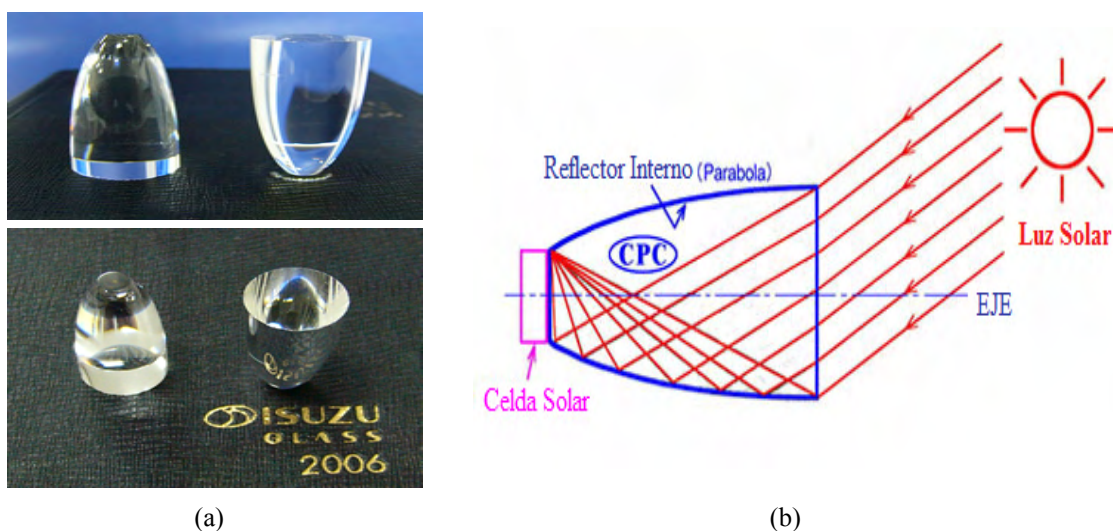 ISUZU
GLASS
2006
Reflector Interno (Parabola)
CPC
Luz Solar
EJE
Celda Solar
(a)
(b)